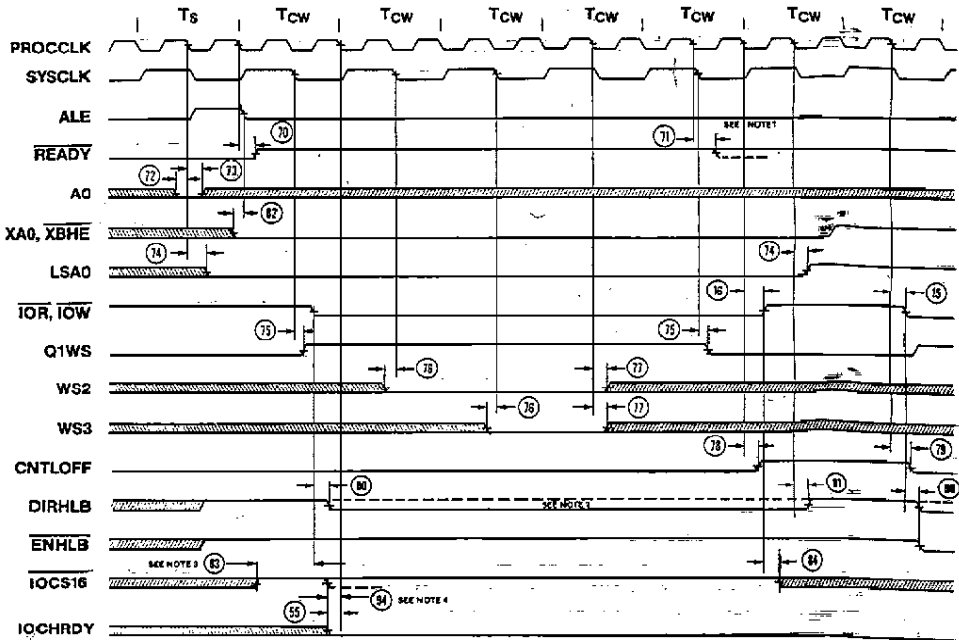 TS TCW TCW TCW TCW TCW TCW TCW
PROCCLK
SYSCLK
ALE
70
READY
71 SEE NOTE 1
72 73
A0
82
XA0, XBHE
74 74
LSA0
16 15
IOR, IOW
75 75
Q1WS
76 77
WS2
76 77
WS3
78 79
CNTLOFF
80 81
DIRHLB
SEE NOTE 2
ENHLB
SEE NOTE 3 83 84
IOCS16
55 SEE NOTE 4
IOCHRDY